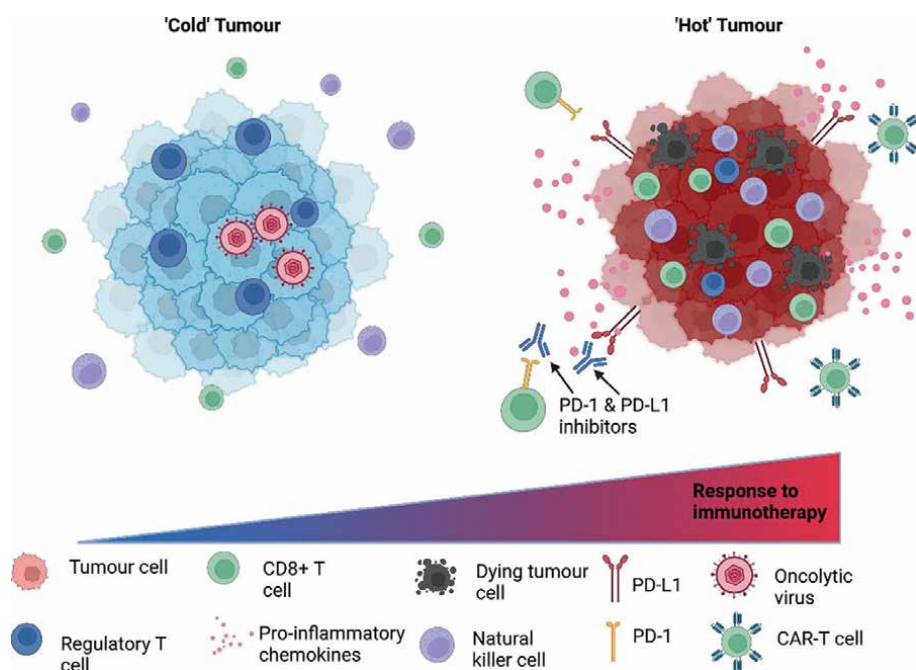 'Cold' Tumour
'Hot' Tumour
PD-1 & PD-L1
inhibitors
Response to
immunotherapy
Tumour cell
CD8+ T
cell
Dying tumour
cell
PD-L1
Oncolytic
virus
Regulatory T
cell
Pro-inflammatory
chemokines
Natural
killer cell
PD-1
CAR-T cell